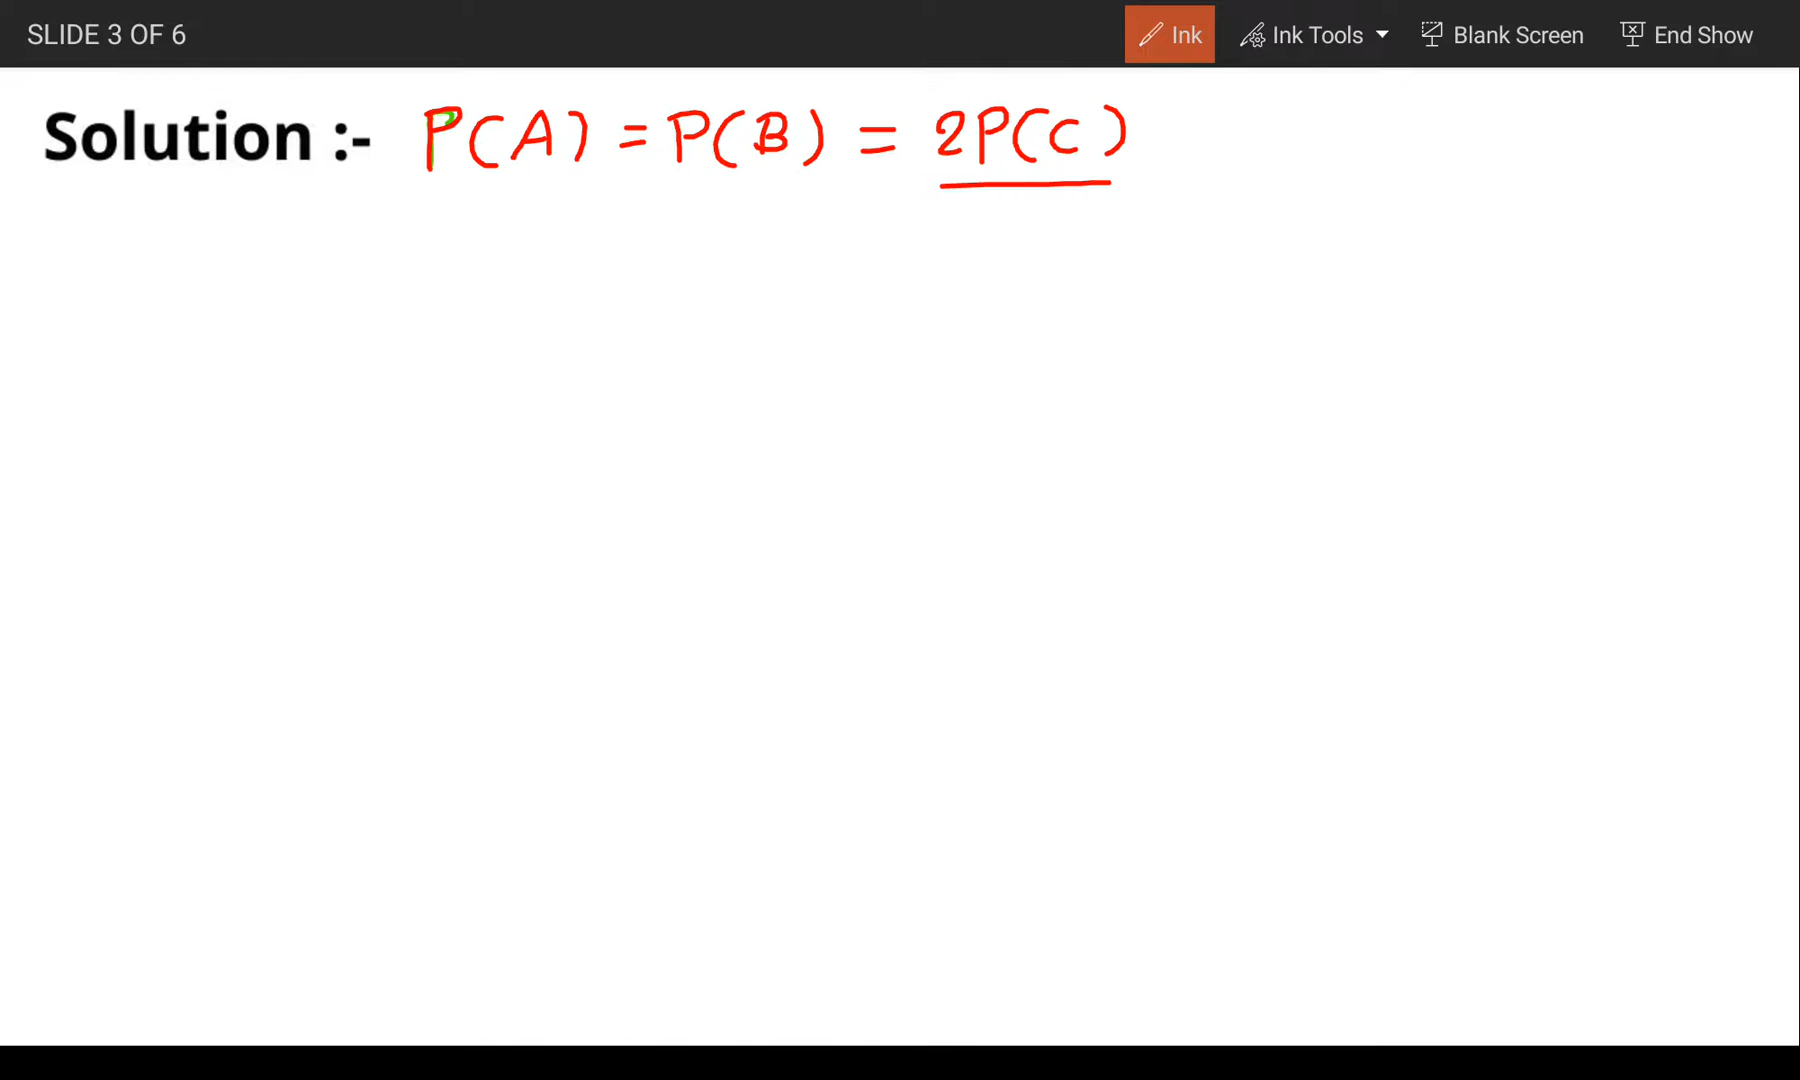 SLIDE 3 OF 6 Ink Ink Tools Blank Screen End Show
Solution :- P(A) = P(B) = 2P(C)